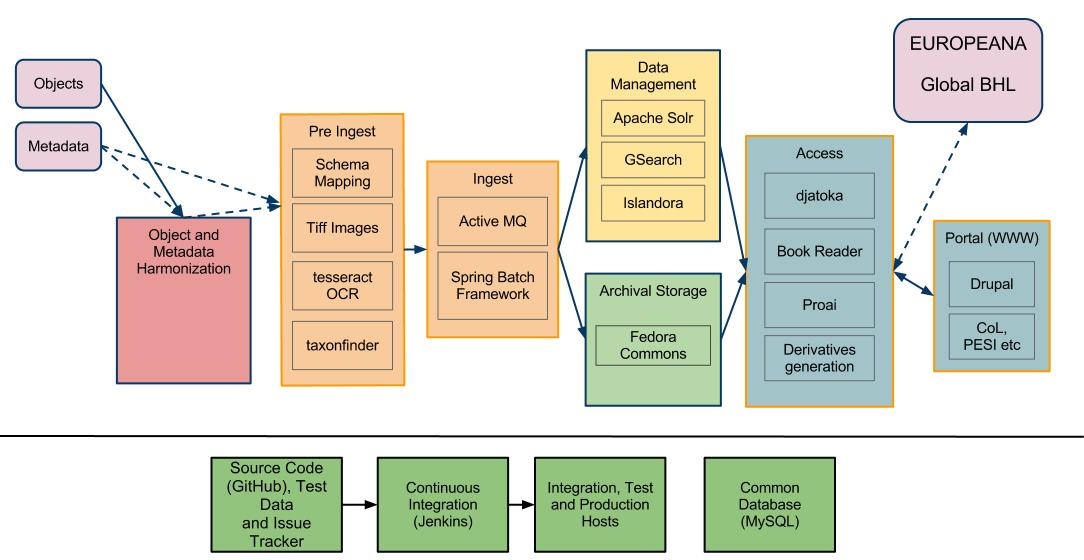 Objects
Metadata
Object and
Metadata
Harmonization
Pre Ingest
Schema
Mapping
Tiff Images
tesseract
OCR
taxonfinder
Ingest
Active MQ
Spring Batch
Framework
Data
Management
Apache Solr
GSearch
Islandora
Archival Storage
Fedora
Commons
Access
djatoka
Book Reader
Proai
Derivatives
generation
EUROPEANA
Global BHL
Portal (WWW)
Drupal
CoL,
PESI etc
Source Code
(GitHub), Test
Data
and Issue
Tracker
Continuous
Integration
(Jenkins)
Integration, Test
and Production
Hosts
Common
Database
(MySQL)